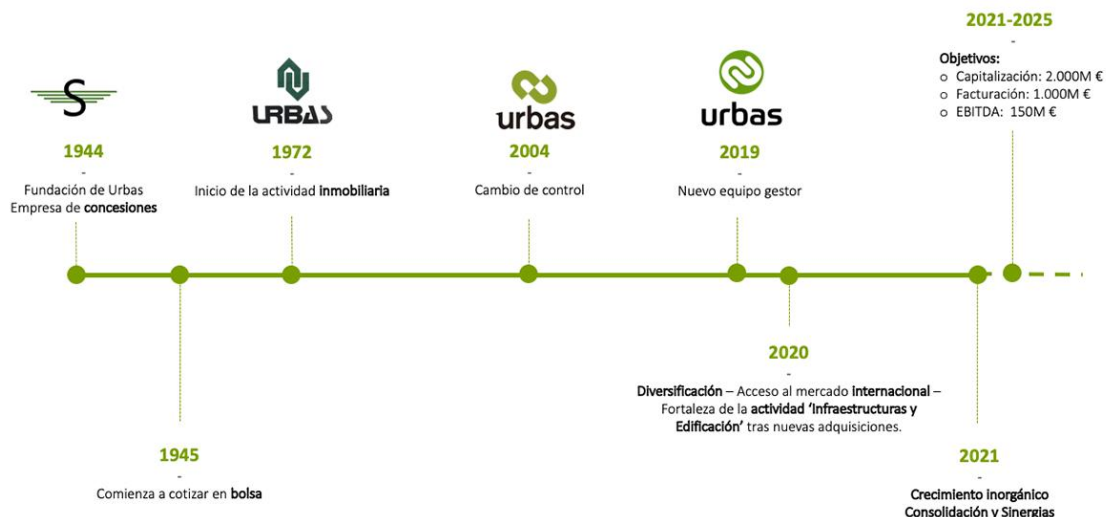 2021-2025
-
Objetivos:
o Capitalización: 2.000M €
o Facturación: 1.000M €
o EBITDA: 150M €
S
1944
-
Fundación de Urbas
Empresa de concesiones
URBAS
1972
-
Inicio de la actividad inmobiliaria
urbas
2004
-
Cambio de control
urbas
2019
-
Nuevo equipo gestor
1945
-
Comienza a cotizar en bolsa
2020
-
Diversificación – Acceso al mercado internacional –
Fortaleza de la actividad ‘Infraestructuras y
Edificación’ tras nuevas adquisiciones.
2021
-
Crecimiento inorgánico
Consolidación y Sinergias